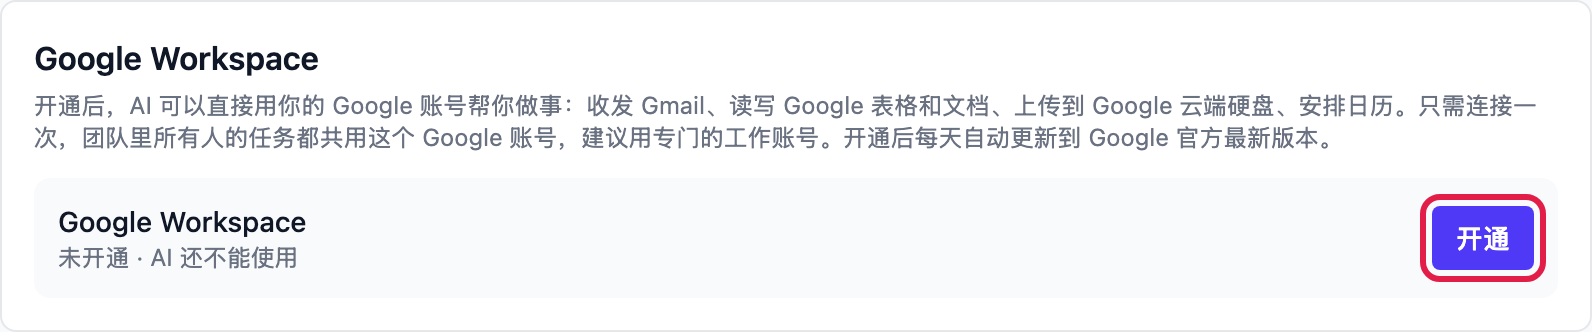 Google Workspace
开通后，AI 可以直接用你的 Google 账号帮你做事：收发 Gmail、读写 Google 表格和文档、上传到 Google 云端硬盘、安排日历。只需连接一
次，团队里所有人的任务都共用这个 Google 账号，建议用专门的工作账号。开通后每天自动更新到 Google 官方最新版本。
Google Workspace
未开通 · AI 还不能使用
开通